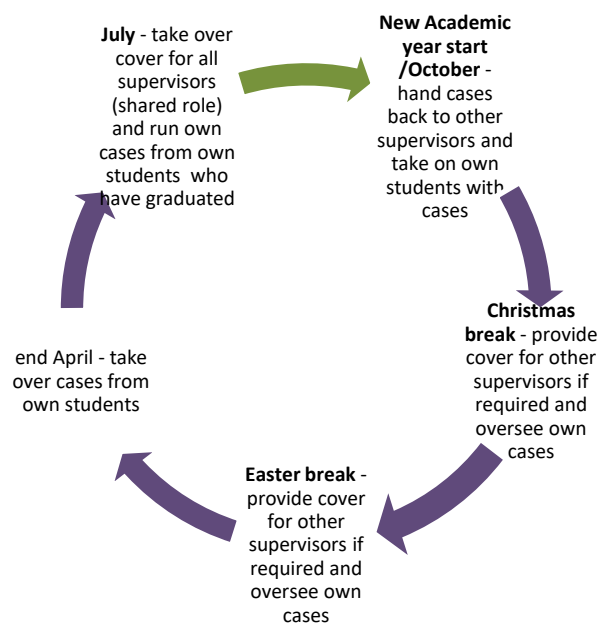 July - take over
cover for all
supervisors
(shared role)
and run own
cases from own
students who
have graduated
New Academic
year start
/October -
hand cases
back to other
supervisors and
take on own
students with
cases
Christmas
break - provide
cover for other
supervisors if
required and
oversee own
cases
Easter break -
provide cover
for other
supervisors if
required and
oversee own
cases
end April - take
over cases from
own students